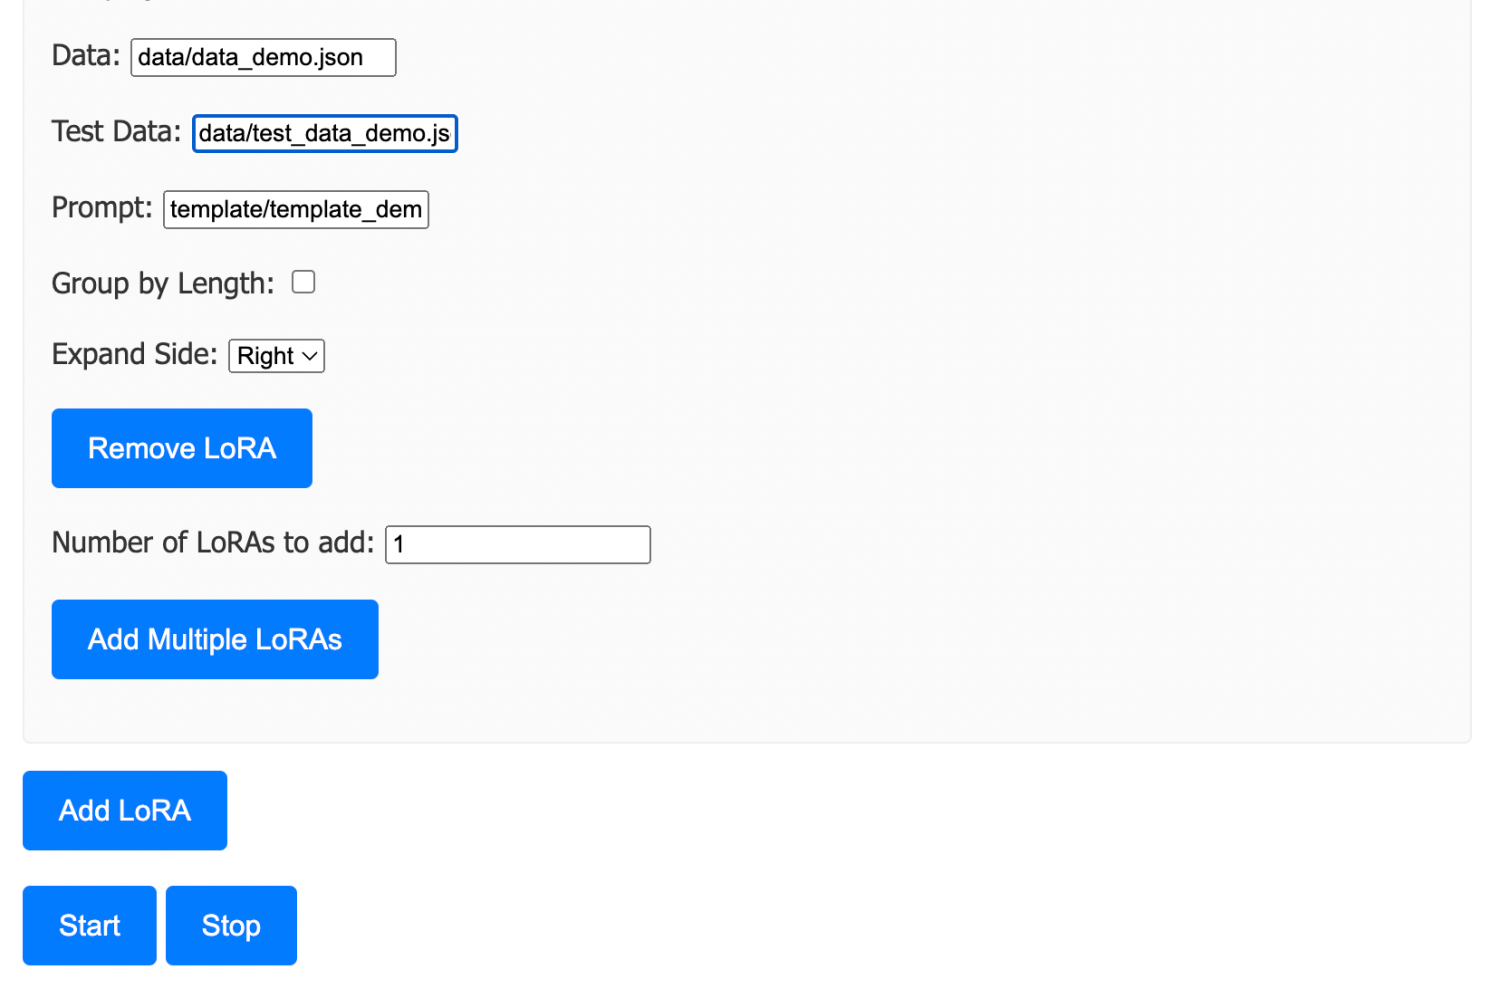 Data: data/data_demo.json
Test Data: data/test_data_demo.js
Prompt: template/template_dem
Group by Length:
Expand Side: Right
Remove LoRA
Number of LoRAs to add: 1
Add Multiple LoRAs
Add LoRA
Start Stop